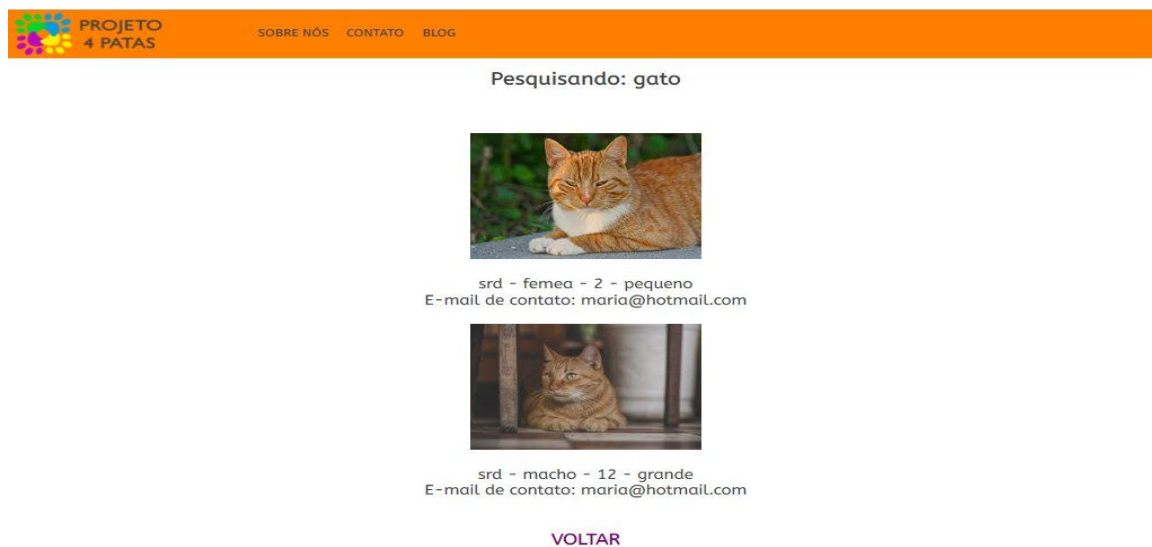 PROJETO
4 PATAS
SOBRE NÓS CONTATO BLOG
Pesquisando: gato
srd - femea - 2 - pequeno
E-mail de contato: maria@hotmail.com
srd - macho - 12 - grande
E-mail de contato: maria@hotmail.com
VOLTAR